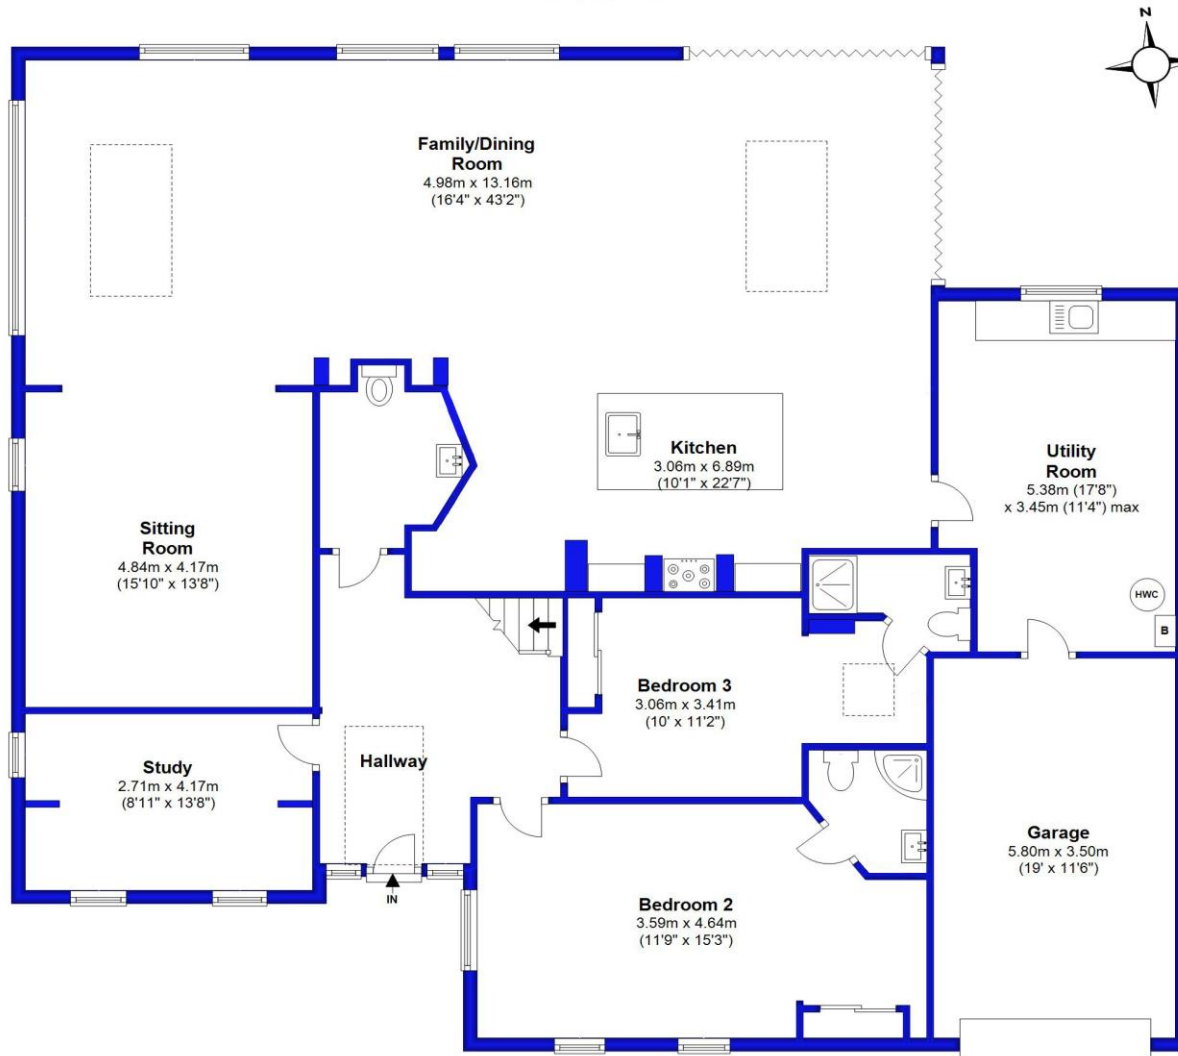 N
Family/Dining
Room
4.98m x 13.16m
(16'4" x 43'2")
Kitchen
3.06m x 6.89m
(10'1" x 22'7")
Utility
Room
5.38m (17'8")
x 3.45m (11'4") max
Sitting
Room
4.84m x 4.17m
(15'10" x 13'8")
HWC
B
Bedroom 3
3.06m x 3.41m
(10' x 11'2")
Study
2.71m x 4.17m
(8'11" x 13'8")
Hallway
Garage
5.80m x 3.50m
(19' x 11'6")
IN
Bedroom 2
3.59m x 4.64m
(11'9" x 15'3")